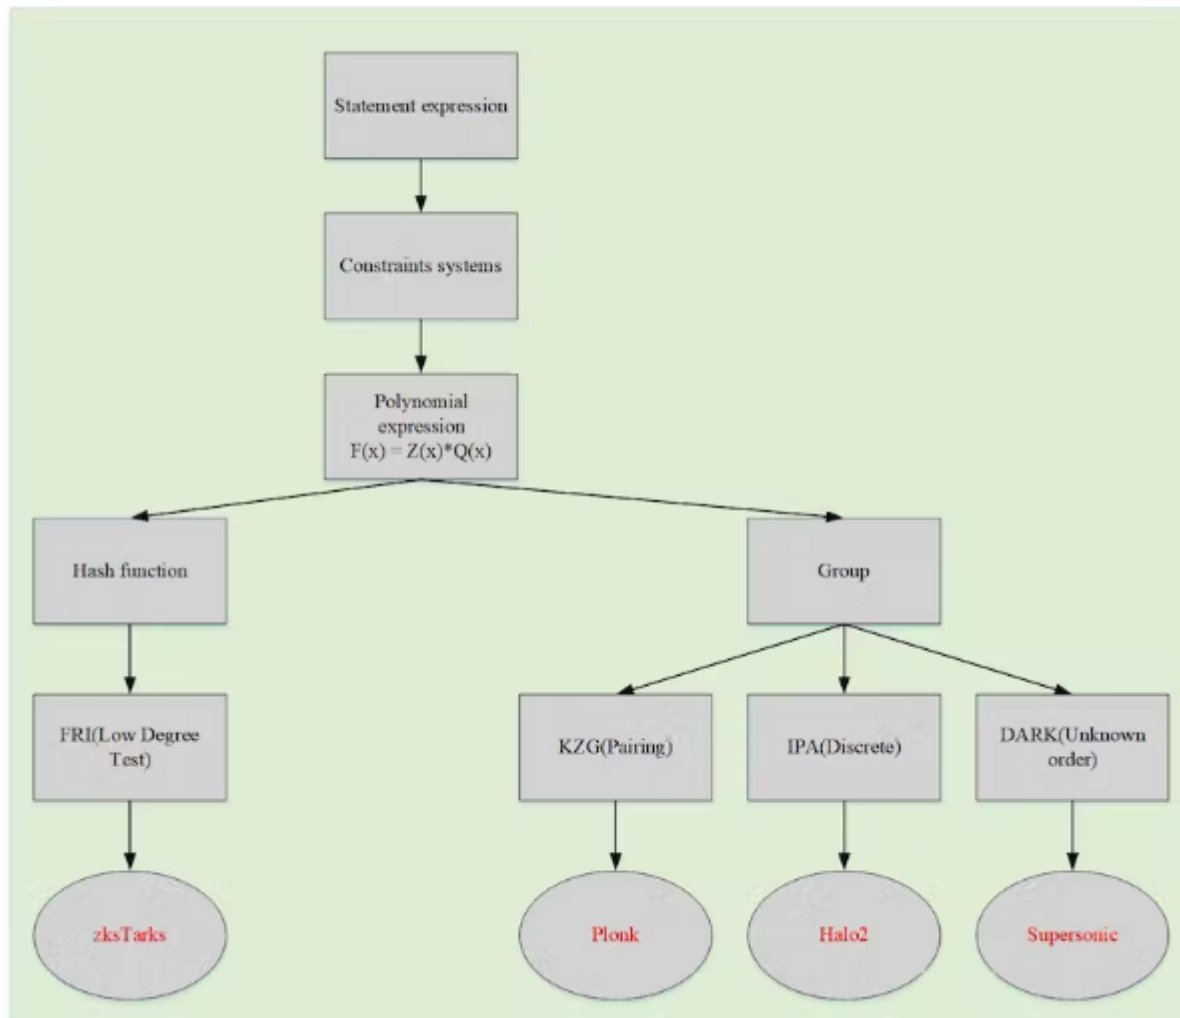 Statement expression
Constraints systems
Polynomial
expression
F(x) = Z(x)*Q(x)
Hash function
Group
FRI(Low Degree
Test)
KZG(Pairing)
IPA(Discrete)
DARK(Unknown
order)
zksTarks
Plonk
Halo2
Supersonic